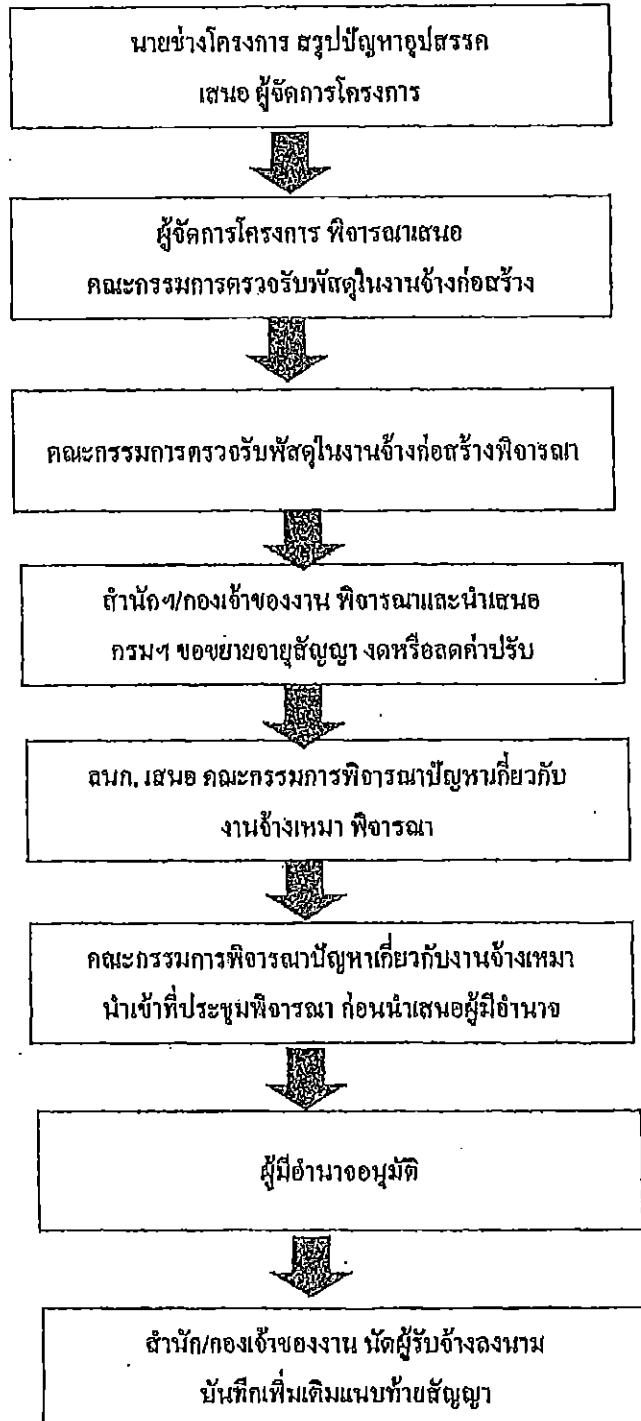 นายช่างโครงการ สรุปปัญหาอุปสรรค
เสนอ ผู้จัดการโครงการ
ผู้จัดการโครงการ พิจารณาเสนอ
คณะกรรมการตรวจรับพัสดุในงานจ้างก่อสร้าง
คณะกรรมการตรวจรับพัสดุในงานจ้างก่อสร้างพิจารณา
สำนักฯ/กองเจ้าของงาน พิจารณาและนำเสนอ
กรมฯ ขอขยายอายุสัญญา งดหรือลดค่าปรับ
ลนก. เสนอ คณะกรรมการพิจารณาปัญหาเกี่ยวกับ
งานจ้างเหมา พิจารณา
คณะกรรมการพิจารณาปัญหาเกี่ยวกับงานจ้างเหมา
นำเข้าที่ประชุมพิจารณา ก่อนนำเสนอผู้มีอำนาจ
ผู้มีอำนาจอนุมัติ
สำนัก/กองเจ้าของงาน นัดผู้รับจ้างลงนาม
บันทึกเพิ่มเติมแนบท้ายสัญญา